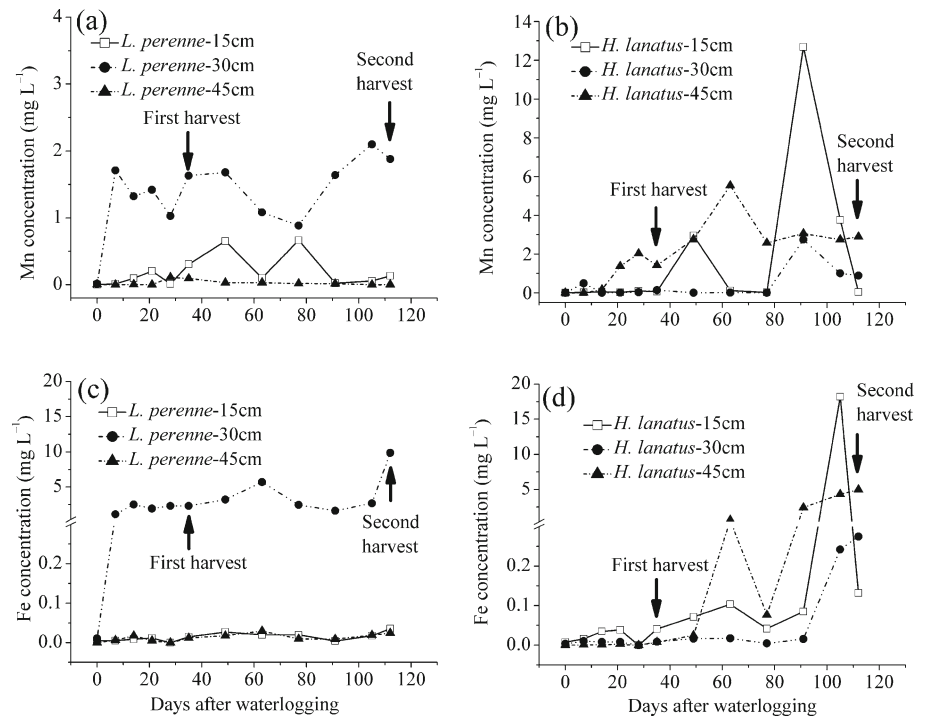 (a)
4
3
2
1
0
Mn concentration (mg L⁻¹)
L. perenne-15cm
L. perenne-30cm
L. perenne-45cm
First harvest
Second
harvest
0 20 40 60 80 100 120
(b)
14
12
10
8
6
4
2
0
Mn concentration (mg L⁻¹)
H. lanatus-15cm
H. lanatus-30cm
H. lanatus-45cm
First harvest
Second
harvest
0 20 40 60 80 100 120
(c)
20
15
10
5
0.2
0.1
0.0
Fe concentration (mg L⁻¹)
L. perenne-15cm
L. perenne-30cm
L. perenne-45cm
First harvest
Second
harvest
0 20 40 60 80 100 120
Days after waterlogging
(d)
20
15
10
5
0.2
0.1
0.0
Fe concentration (mg L⁻¹)
H. lanatus-15cm
H. lanatus-30cm
H. lanatus-45cm
First harvest
Second
harvest
0 20 40 60 80 100 120
Days after waterlogging